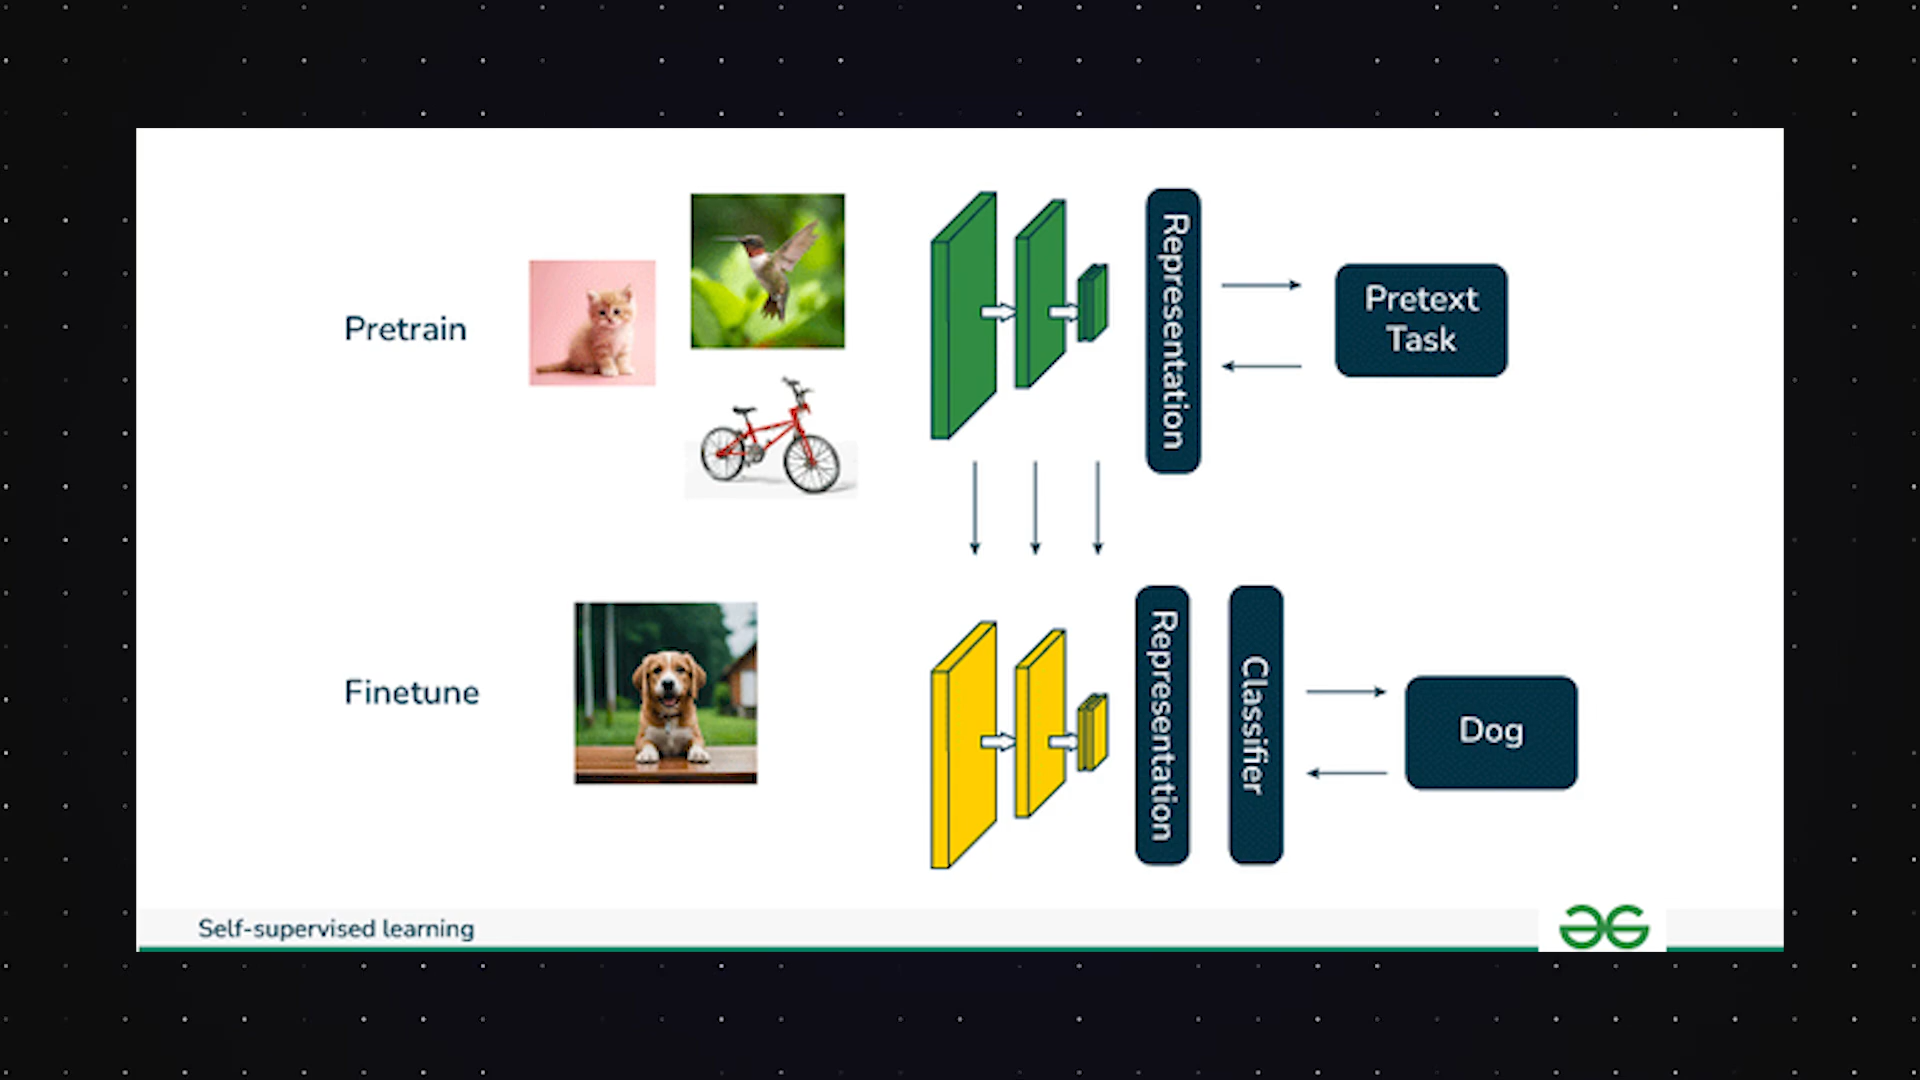 Pretrain
Representation
Pretext
Task
Finetune
Representation
Classifier
Dog
Self-supervised learning